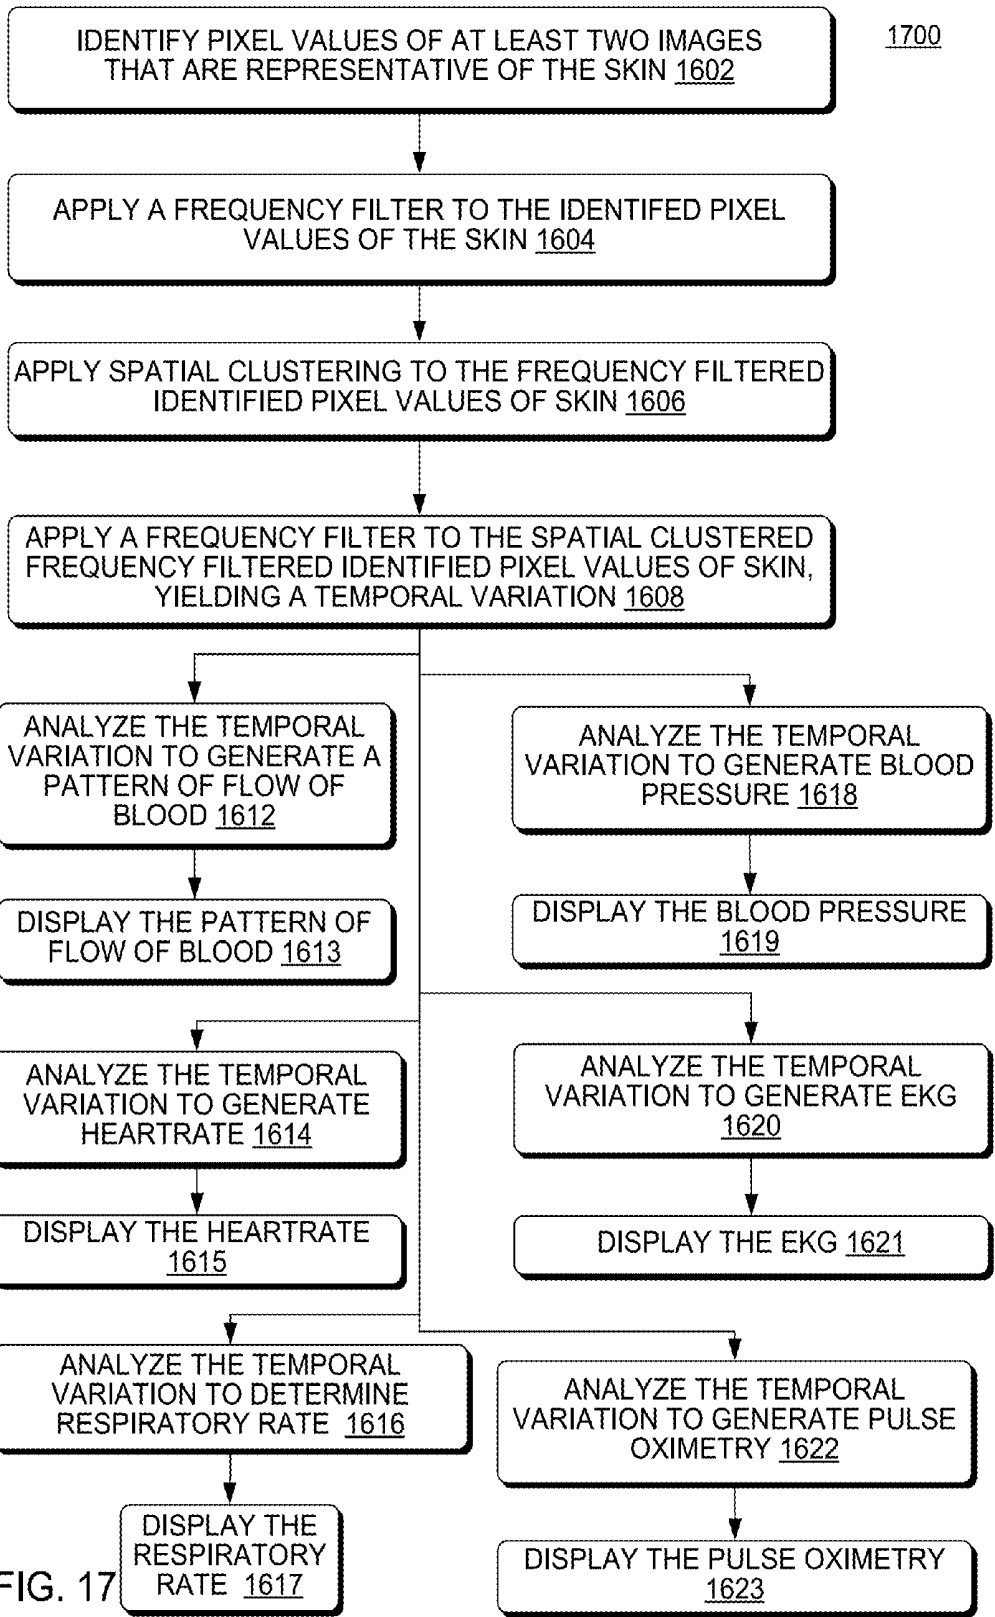 1700
IDENTIFY PIXEL VALUES OF AT LEAST TWO IMAGES
THAT ARE REPRESENTATIVE OF THE SKIN 1602
APPLY A FREQUENCY FILTER TO THE IDENTIFED PIXEL
VALUES OF THE SKIN 1604
APPLY SPATIAL CLUSTERING TO THE FREQUENCY FILTERED
IDENTIFIED PIXEL VALUES OF SKIN 1606
APPLY A FREQUENCY FILTER TO THE SPATIAL CLUSTERED
FREQUENCY FILTERED IDENTIFIED PIXEL VALUES OF SKIN,
YIELDING A TEMPORAL VARIATION 1608
ANALYZE THE TEMPORAL
VARIATION TO GENERATE A
PATTERN OF FLOW OF
BLOOD 1612
DISPLAY THE PATTERN OF
FLOW OF BLOOD 1613
ANALYZE THE TEMPORAL
VARIATION TO GENERATE BLOOD
PRESSURE 1618
DISPLAY THE BLOOD PRESSURE
1619
ANALYZE THE TEMPORAL
VARIATION TO GENERATE
HEARTRATE 1614
DISPLAY THE HEARTRATE
1615
ANALYZE THE TEMPORAL
VARIATION TO GENERATE EKG
1620
DISPLAY THE EKG 1621
ANALYZE THE TEMPORAL
VARIATION TO DETERMINE
RESPIRATORY RATE 1616
DISPLAY THE
RESPIRATORY
RATE 1617
ANALYZE THE TEMPORAL
VARIATION TO GENERATE PULSE
OXIMETRY 1622
DISPLAY THE PULSE OXIMETRY
1623
FIG. 17